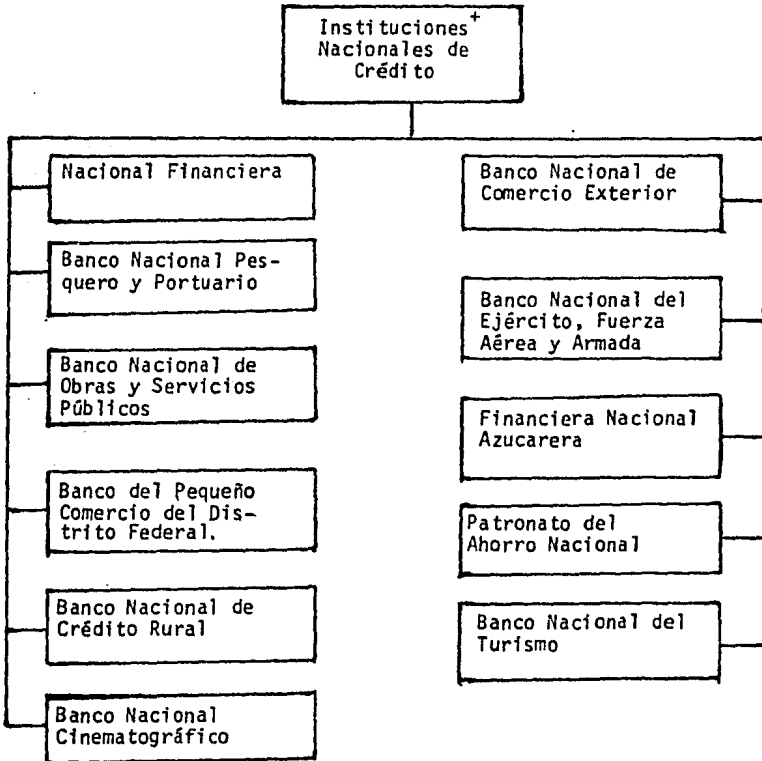 Instituciones+
Nacionales de
Crédito
Nacional Financiera
Banco Nacional Pes-
quero y Portuario
Banco Nacional de
Obras y Servicios
Públicos
Banco del Pequeño
Comercio del Dis-
trito Federal.
Banco Nacional de
Crédito Rural
Banco Nacional
Cinematográfico
Banco Nacional de
Comercio Exterior
Banco Nacional del
Ejército, Fuerza
Aérea y Armada
Financiera Nacional
Azucarera
Patronato del
Ahorro Nacional
Banco Nacional del
Turismo